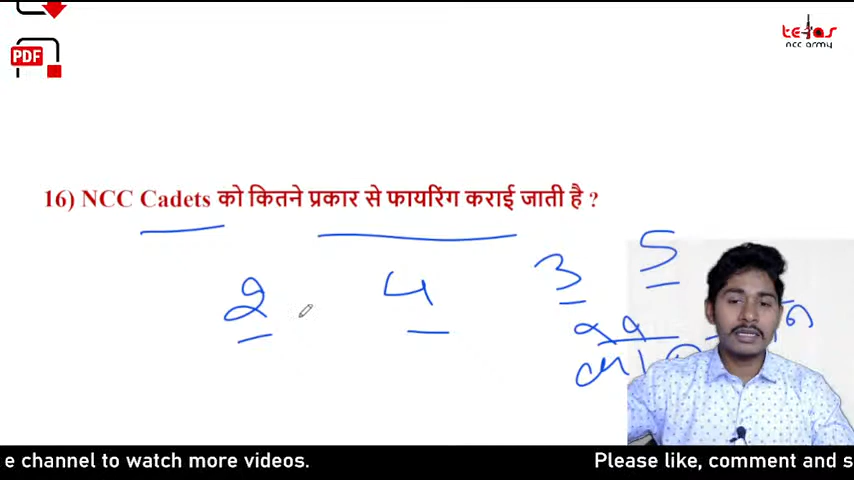 PDF
tejas
ncc army
16) NCC Cadets को कितने प्रकार से फायरिंग कराई जाती है ?
2 4 3 5
e channel to watch more videos. Please like, comment and s